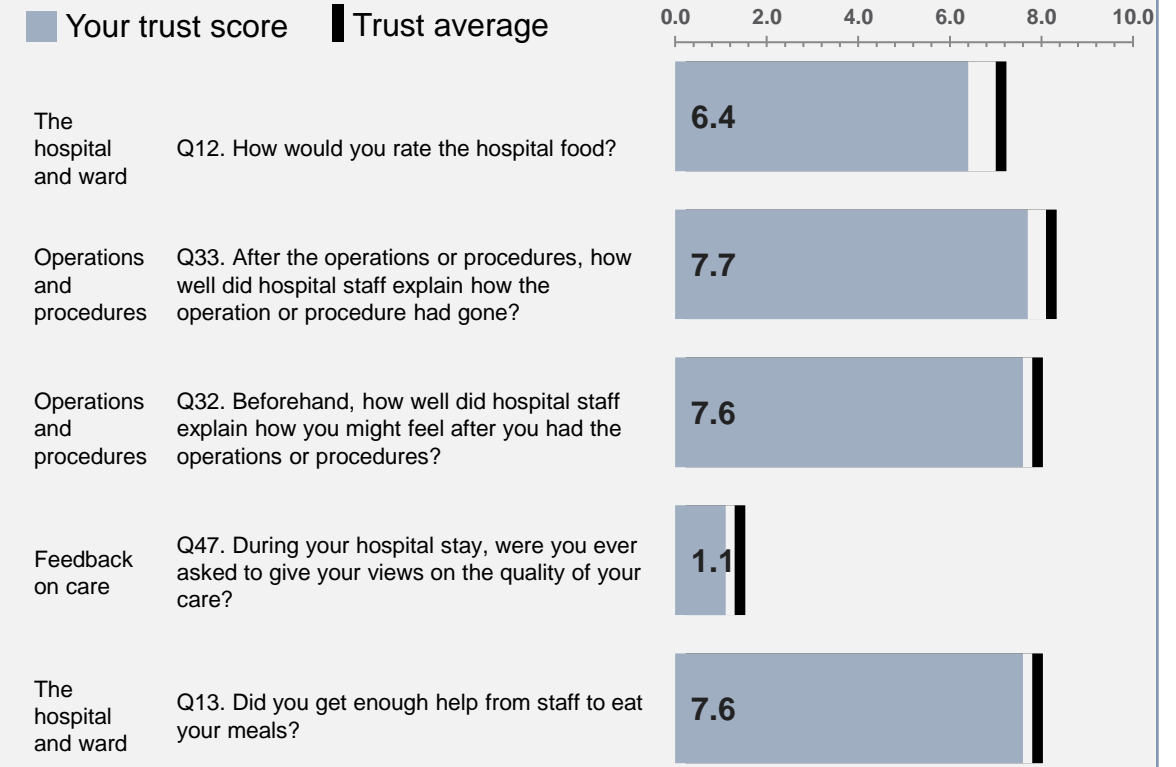 Your trust score
Trust average
0.0 2.0 4.0 6.0 8.0 10.0
The
hospital
and ward
Q12. How would you rate the hospital food?
6.4
Operations
and
procedures
Q33. After the operations or procedures, how
well did hospital staff explain how the
operation or procedure had gone?
7.7
Operations
and
procedures
Q32. Beforehand, how well did hospital staff
explain how you might feel after you had the
operations or procedures?
7.6
Feedback
on care
Q47. During your hospital stay, were you ever
asked to give your views on the quality of your
care?
1.1
The
hospital
and ward
Q13. Did you get enough help from staff to eat
your meals?
7.6